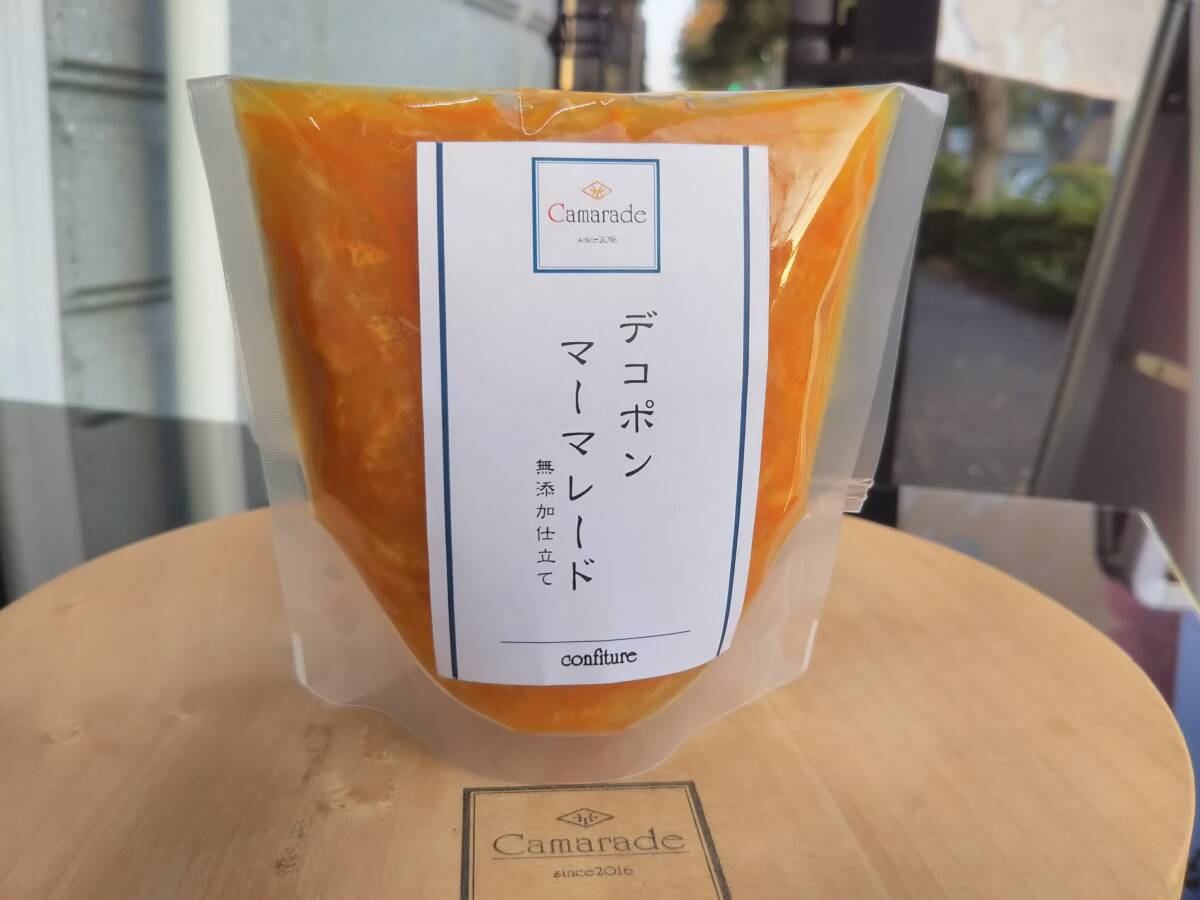 Camarade
since2016
デコポン
マーマレード
無添加仕立て
confiture
Camarade
since2016